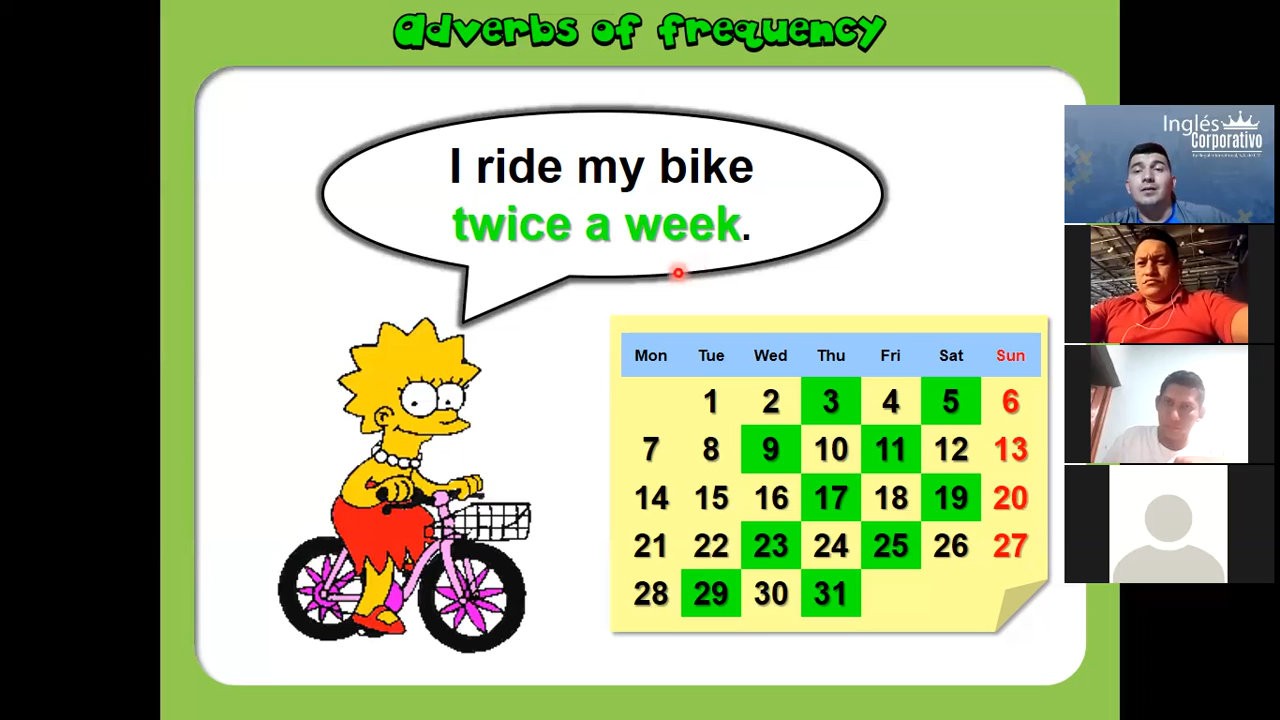 Adverbs of frequency
I ride my bike
twice a week.
Mon Tue Wed Thu Fri Sat Sun
1 2 3 4 5 6
7 8 9 10 11 12 13
14 15 16 17 18 19 20
21 22 23 24 25 26 27
28 29 30 31
Inglés
Corporativo